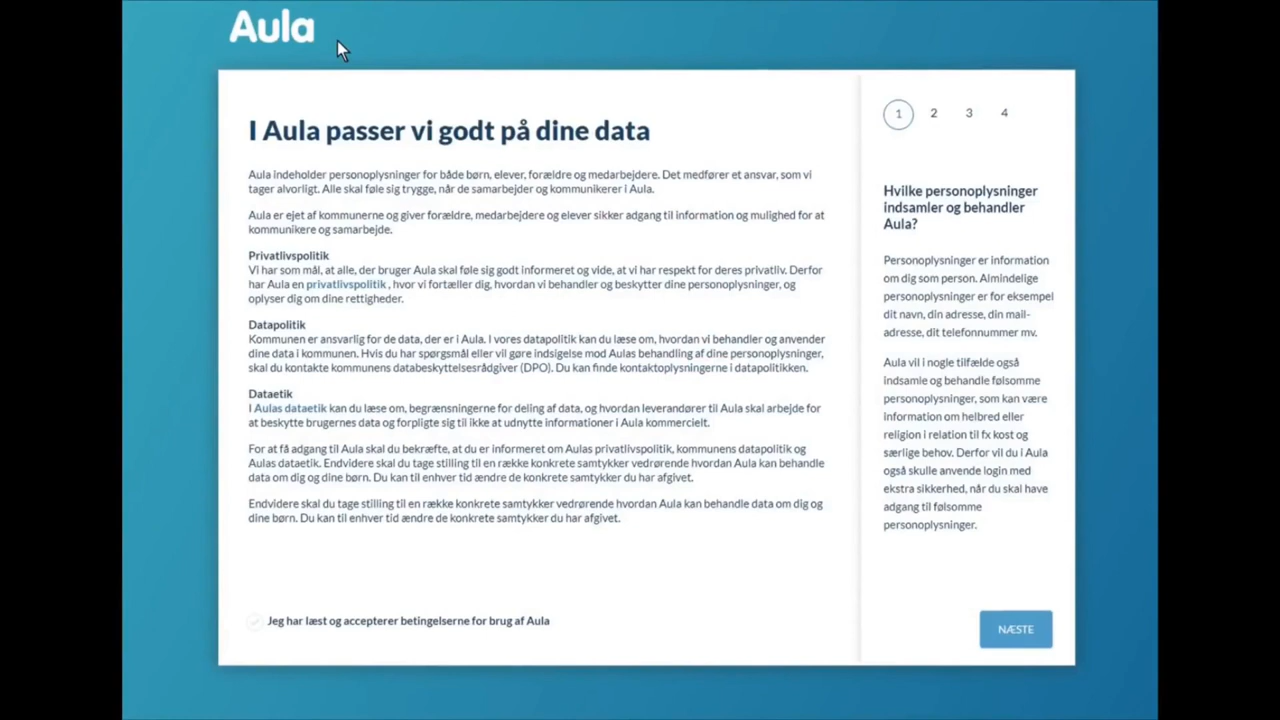 Aula
I Aula passer vi godt på dine data
Aula indeholder personoplysninger for både børn, elever, forældre og medarbejdere. Det medfører et ansvar, som vi
tager alvorligt. Alle skal føle sig trygge, når de samarbejder og kommunikerer i Aula.
Aula er ejet af kommunerne og giver forældre, medarbejdere og elever sikker adgang til information og mulighed for at
kommunikere og samarbejde.
Privatlivspolitik
Vi har som mål, at alle, der bruger Aula skal føle sig godt informeret og vide, at vi har respekt for deres privatliv. Derfor
har Aula en privatlivspolitik , hvor vi fortæller dig, hvordan vi behandler og beskytter dine personoplysninger, og
oplyser dig om dine rettigheder.
Datapolitik
Kommunen er ansvarlig for de data, der er i Aula. I vores datapolitik kan du læse om, hvordan vi behandler og anvender
dine data i kommunen. Hvis du har spørgsmål eller vil gøre indsigelse mod Aulas behandling af dine personoplysninger,
skal du kontakte kommunens databeskyttelsesrådgiver (DPO). Du kan finde kontaktoplysningerne i datapolitikken.
Dataetik
I Aulas dataetik kan du læse om, begrænsningerne for deling af data, og hvordan leverandører til Aula skal arbejde for
at beskytte brugernes data og forpligte sig til ikke at udnytte informationer i Aula kommercielt.
For at få adgang til Aula skal du bekræfte, at du er informeret om Aulas privatlivspolitik, kommunens datapolitik og
Aulas dataetik. Endvidere skal du tage stilling til en række konkrete samtykker vedrørende hvordan Aula kan behandle
data om dig og dine børn. Du kan til enhver tid ændre de konkrete samtykker du har afgivet.
Endvidere skal du tage stilling til en række konkrete samtykker vedrørende hvordan Aula kan behandle data om dig og
dine børn. Du kan til enhver tid ændre de konkrete samtykker du har afgivet.
Jeg har læst og accepterer betingelserne for brug af Aula
1 2 3 4
Hvilke personoplysninger
indsamler og behandler
Aula?
Personoplysninger er information
om dig som person. Almindelige
personoplysninger er for eksempel
dit navn, din adresse, din mail-
adresse, dit telefonnummer mv.
Aula vil i nogle tilfælde også
indsamle og behandle følsomme
personoplysninger, som kan være
information om helbred eller
religion i relation til fx kost og
særlige behov. Derfor vil du i Aula
også skulle anvende login med
ekstra sikkerhed, når du skal have
adgang til følsomme
personoplysninger.
NÆSTE